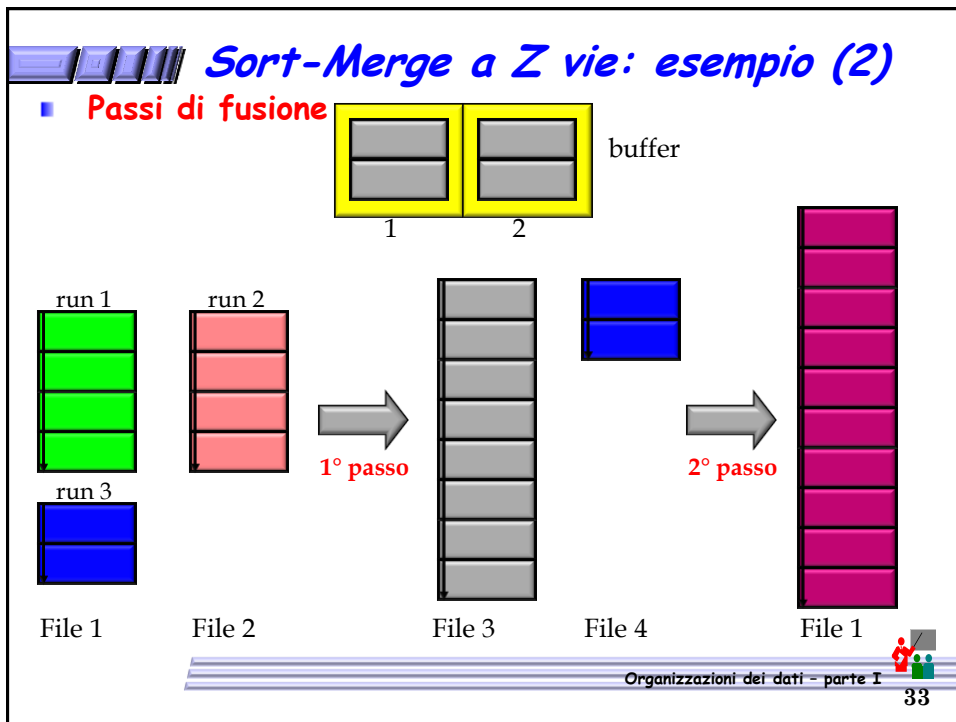 Sort-Merge a Z vie: esempio (2)
Passi di fusione
buffer
1 2
run 1 run 2
1° passo
2° passo
run 3
File 1 File 2 File 3 File 4 File 1
Organizzazioni dei dati – parte I
33